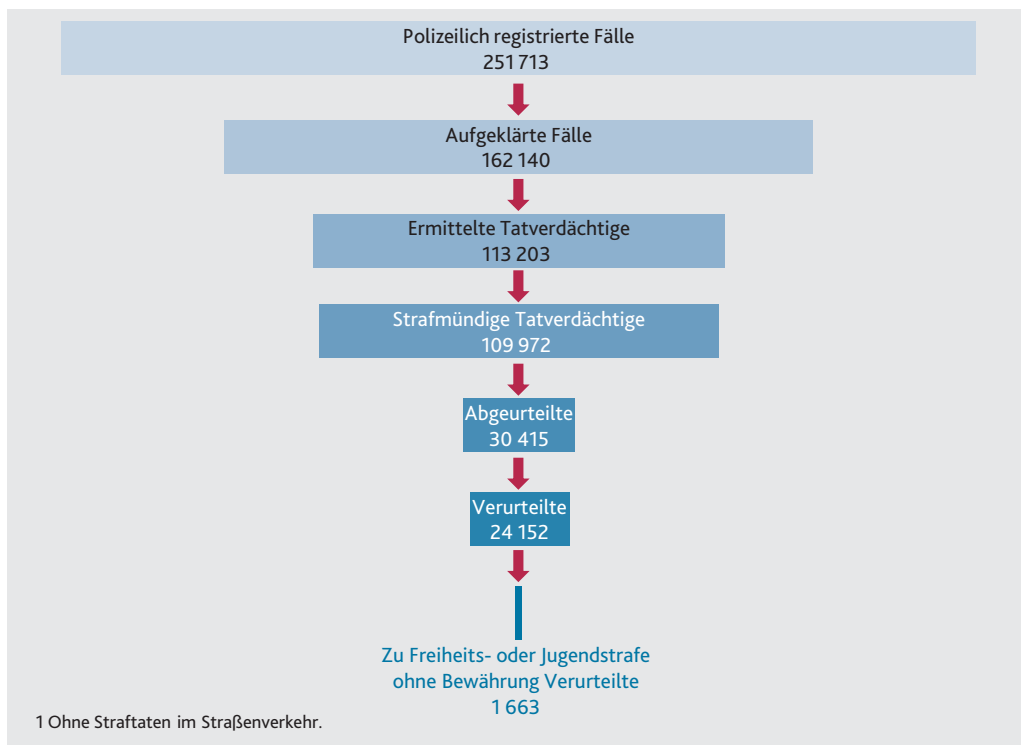 Polizeilich registrierte Fälle
251 713
Aufgeklärte Fälle
162 140
Ermittelte Tatverdächtige
113 203
Strafmündige Tatverdächtige
109 972
Abgeurteilte
30 415
Verurteilte
24 152
Zu Freiheits- oder Jugendstrafe
ohne Bewährung Verurteilte
1 663
1 Ohne Straftaten im Straßenverkehr.